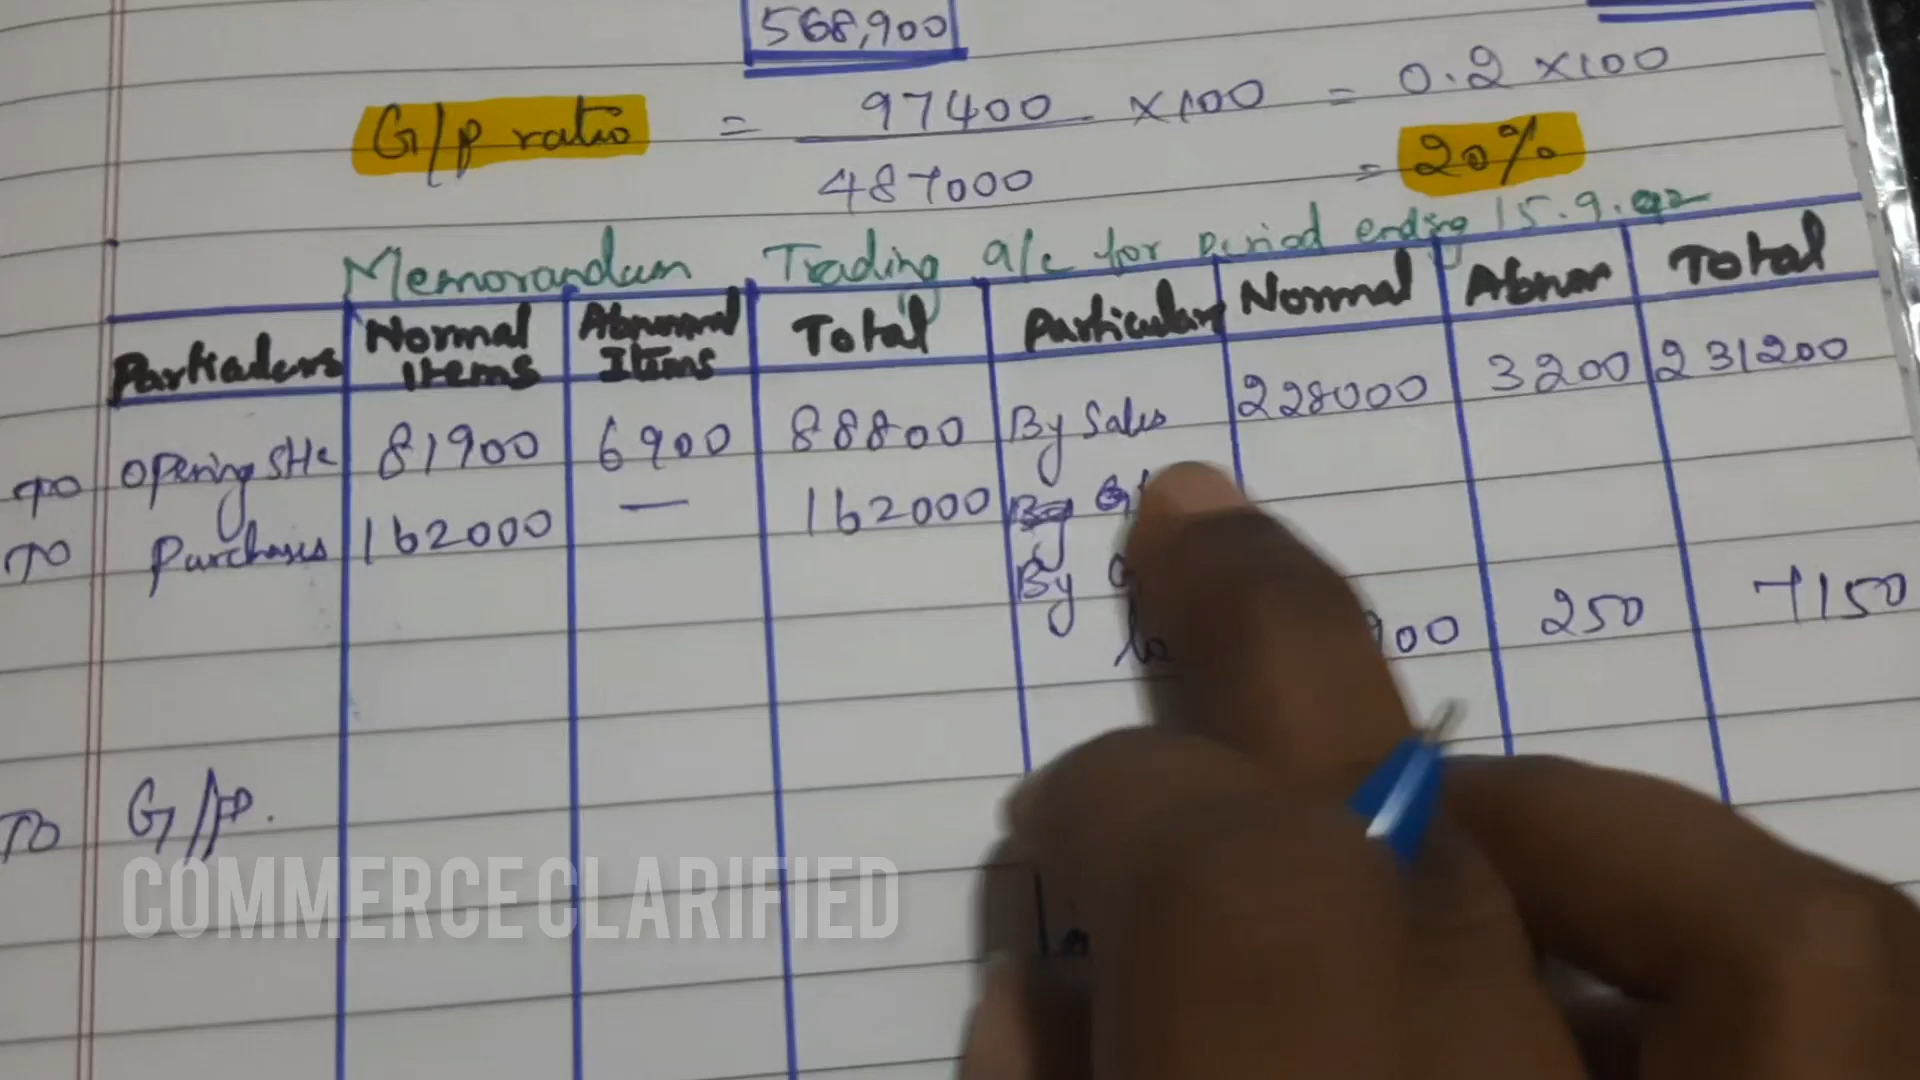 568,900
G/P ratio = 97400 / 487000 ×100 = 0.2 ×100
= 20%
Memorandum Trading a/c for period ending 15.9.
Particulars Normal Items Abnormal Items Total Particulars Normal Abnor Total
TO Opening Stk 81900 6900 88800 By Sales 228000 3200 231200
TO Purchases 162000 — 162000 By
By 250 7150
TO G/P.
COMMERCE CLARIFIED